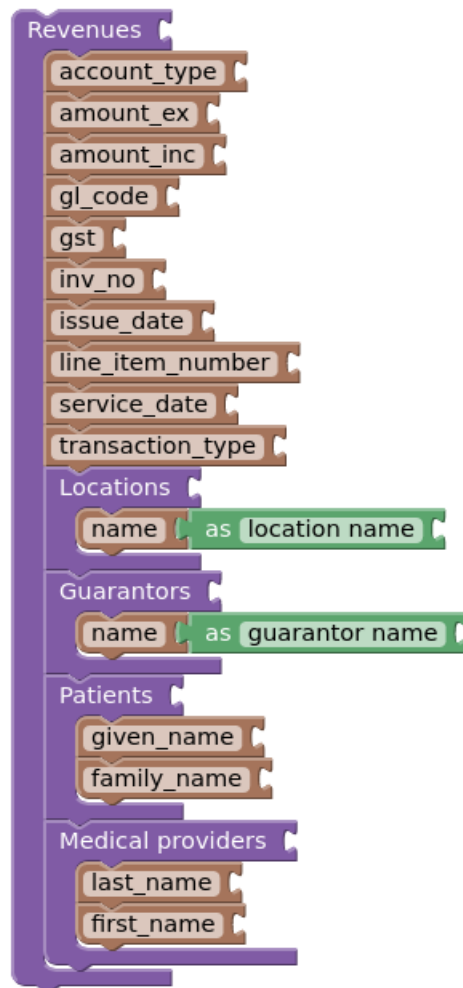 Revenues
account_type
amount_ex
amount_inc
gl_code
gst
inv_no
issue_date
line_item_number
service_date
transaction_type
Locations
name as location name
Guarantors
name as guarantor name
Patients
given_name
family_name
Medical providers
last_name
first_name